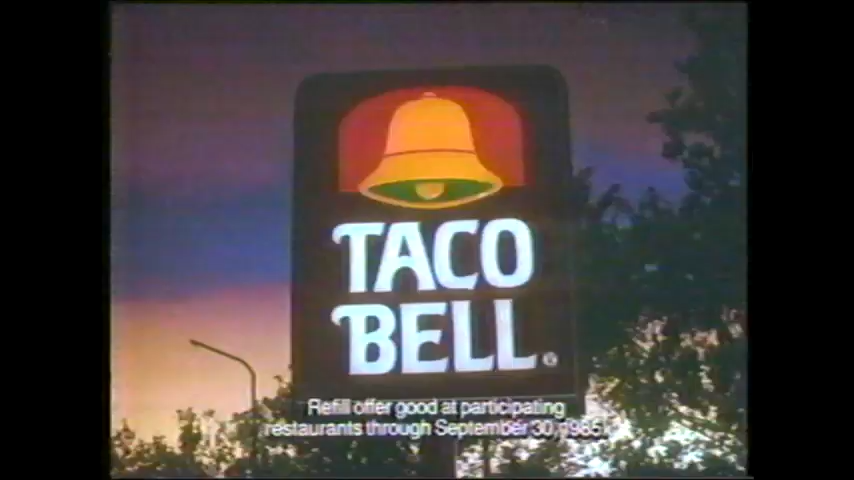 TACO
BELL®
Refill offer good at participating
restaurants through September 30, 1985.